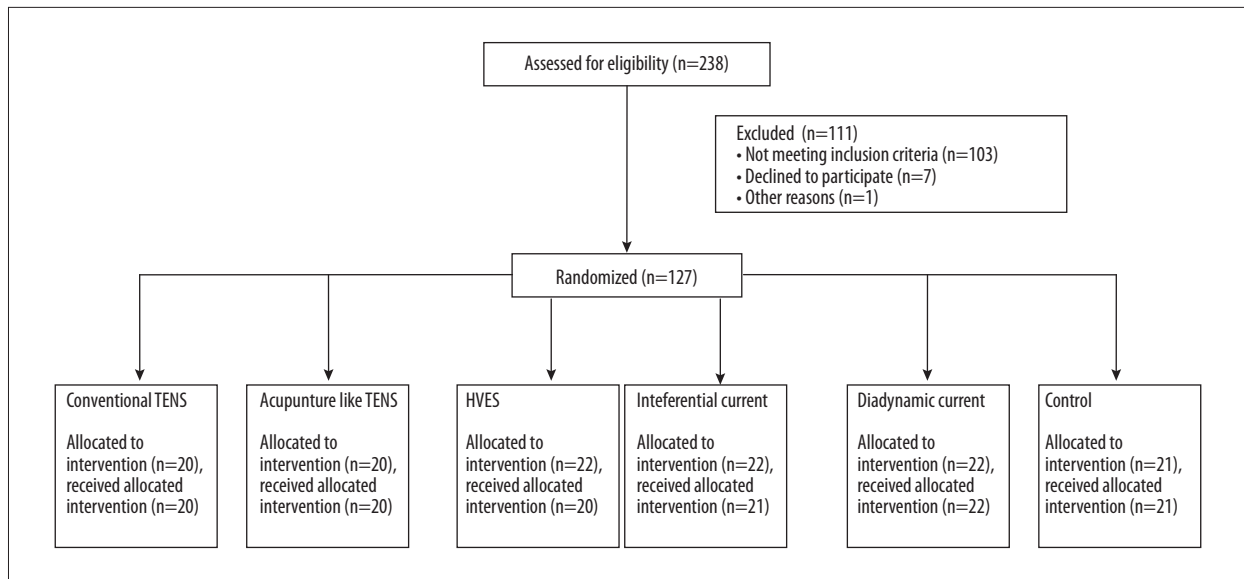 Assessed for eligibility (n=238)
Excluded (n=111)
• Not meeting inclusion criteria (n=103)
• Declined to participate (n=7)
• Other reasons (n=1)
Randomized (n=127)
Conventional TENS
Allocated to
intervention (n=20),
received allocated
intervention (n=20)
Acupunture like TENS
Allocated to
intervention (n=20),
received allocated
intervention (n=20)
HVES
Allocated to
intervention (n=22),
received allocated
intervention (n=20)
Inteferential current
Allocated to
intervention (n=22),
received allocated
intervention (n=21)
Diadynamic current
Allocated to
intervention (n=22),
received allocated
intervention (n=22)
Control
Allocated to
intervention (n=21),
received allocated
intervention (n=21)